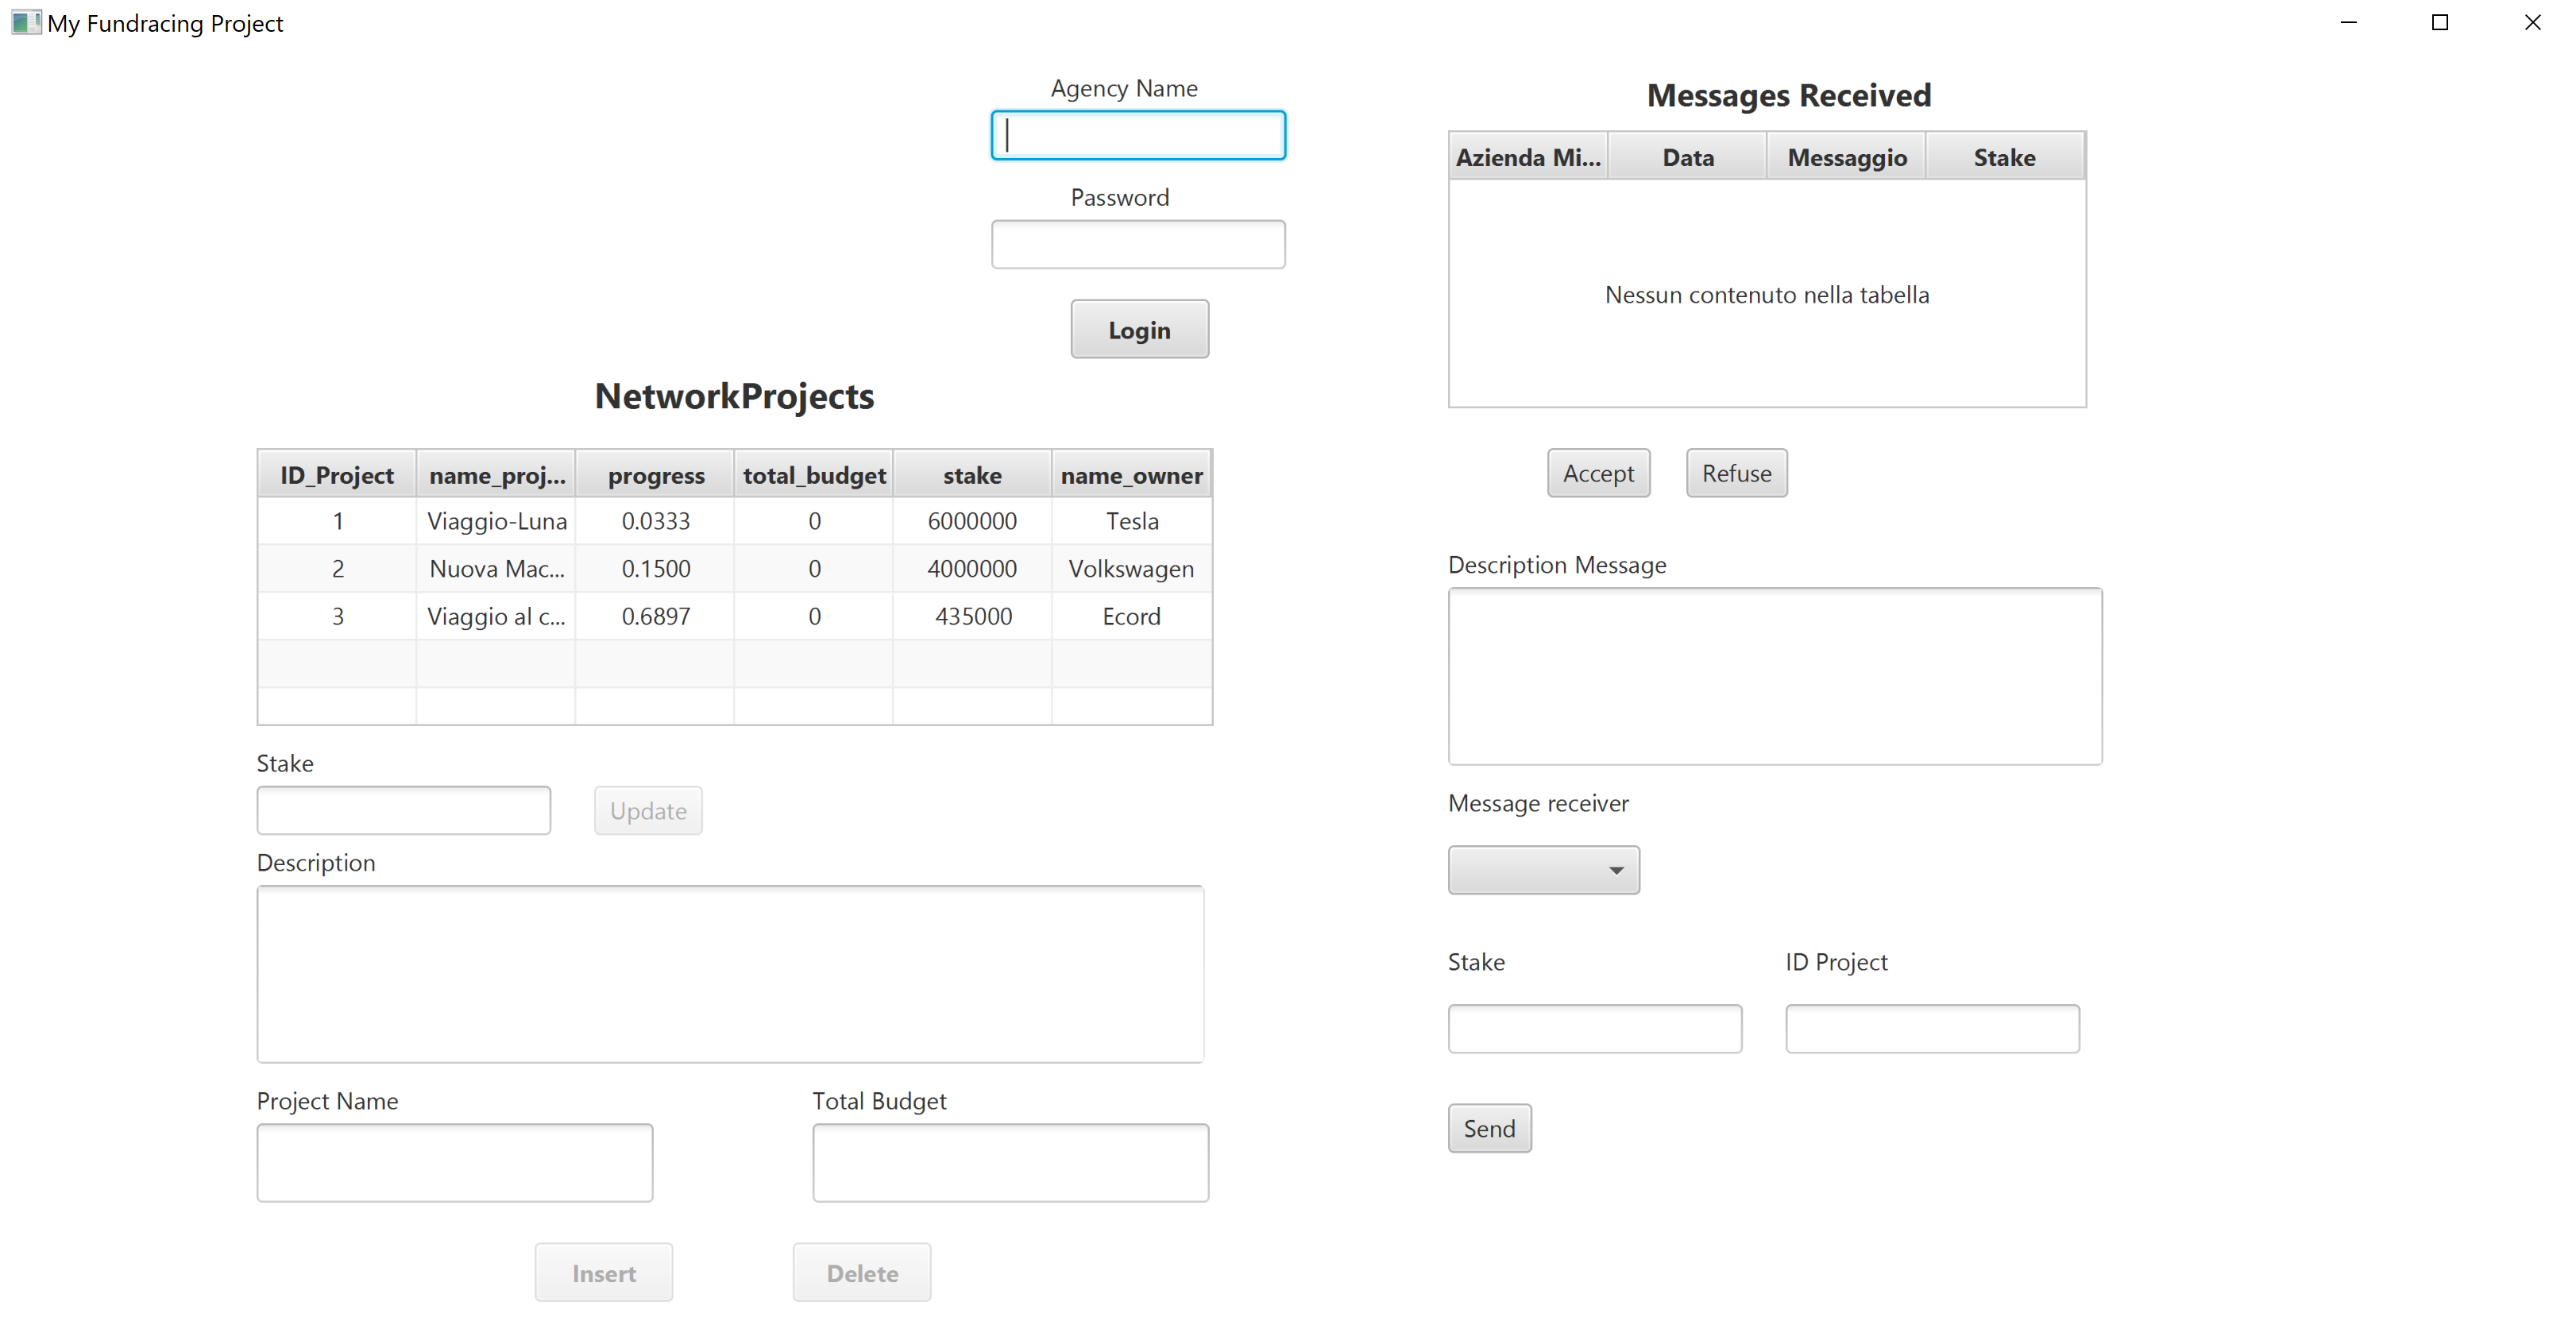 My Fundracing Project
Agency Name
Password
Login
NetworkProjects
ID_Project name_proj... progress total_budget stake name_owner
1 Viaggio-Luna 0.0333 0 6000000 Tesla
2 Nuova Mac... 0.1500 0 4000000 Volkswagen
3 Viaggio al c... 0.6897 0 435000 Ecord
Stake
Update
Description
Project Name Total Budget
Insert Delete
Messages Received
Azienda Mi... Data Messaggio Stake
Nessun contenuto nella tabella
Accept Refuse
Description Message
Message receiver
Stake ID Project
Send